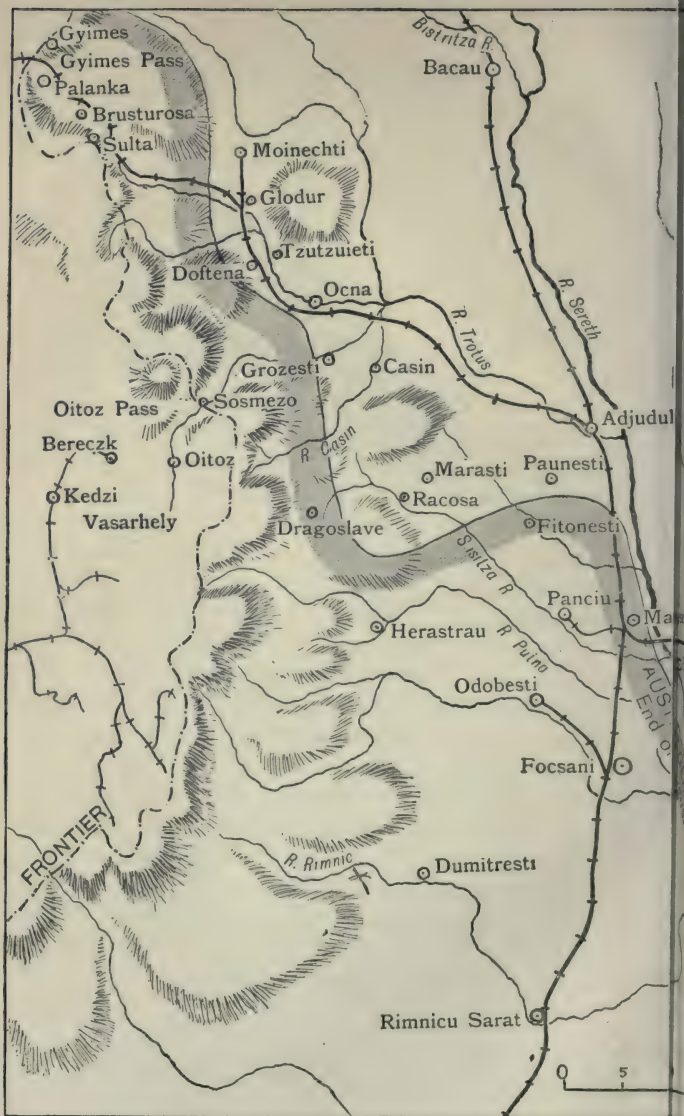 Gyimes
Bistritza R.
Gyimes Pass
Bacau
Palanka
Brusturosa
Sulta
Moinechti
Glodur
Tzutzuieti
Doftena
R. Sereth
Ocna
R. Trotus
Grozesti
Casin
Sosmezo
Oitoz Pass
Adjudul
R. Casin
Bereczk
Oitoz
Marasti
Paunesti
Kedzi
Racosa
Vasarhely
Dragoslave
Fitonesti
Sisitza R
Panciu
Herastrau
R Putna
Odobesti
End
Focsani
FRONTIER
R. Rimnic
Dumitresti
Rimnicu Sarat
0 5